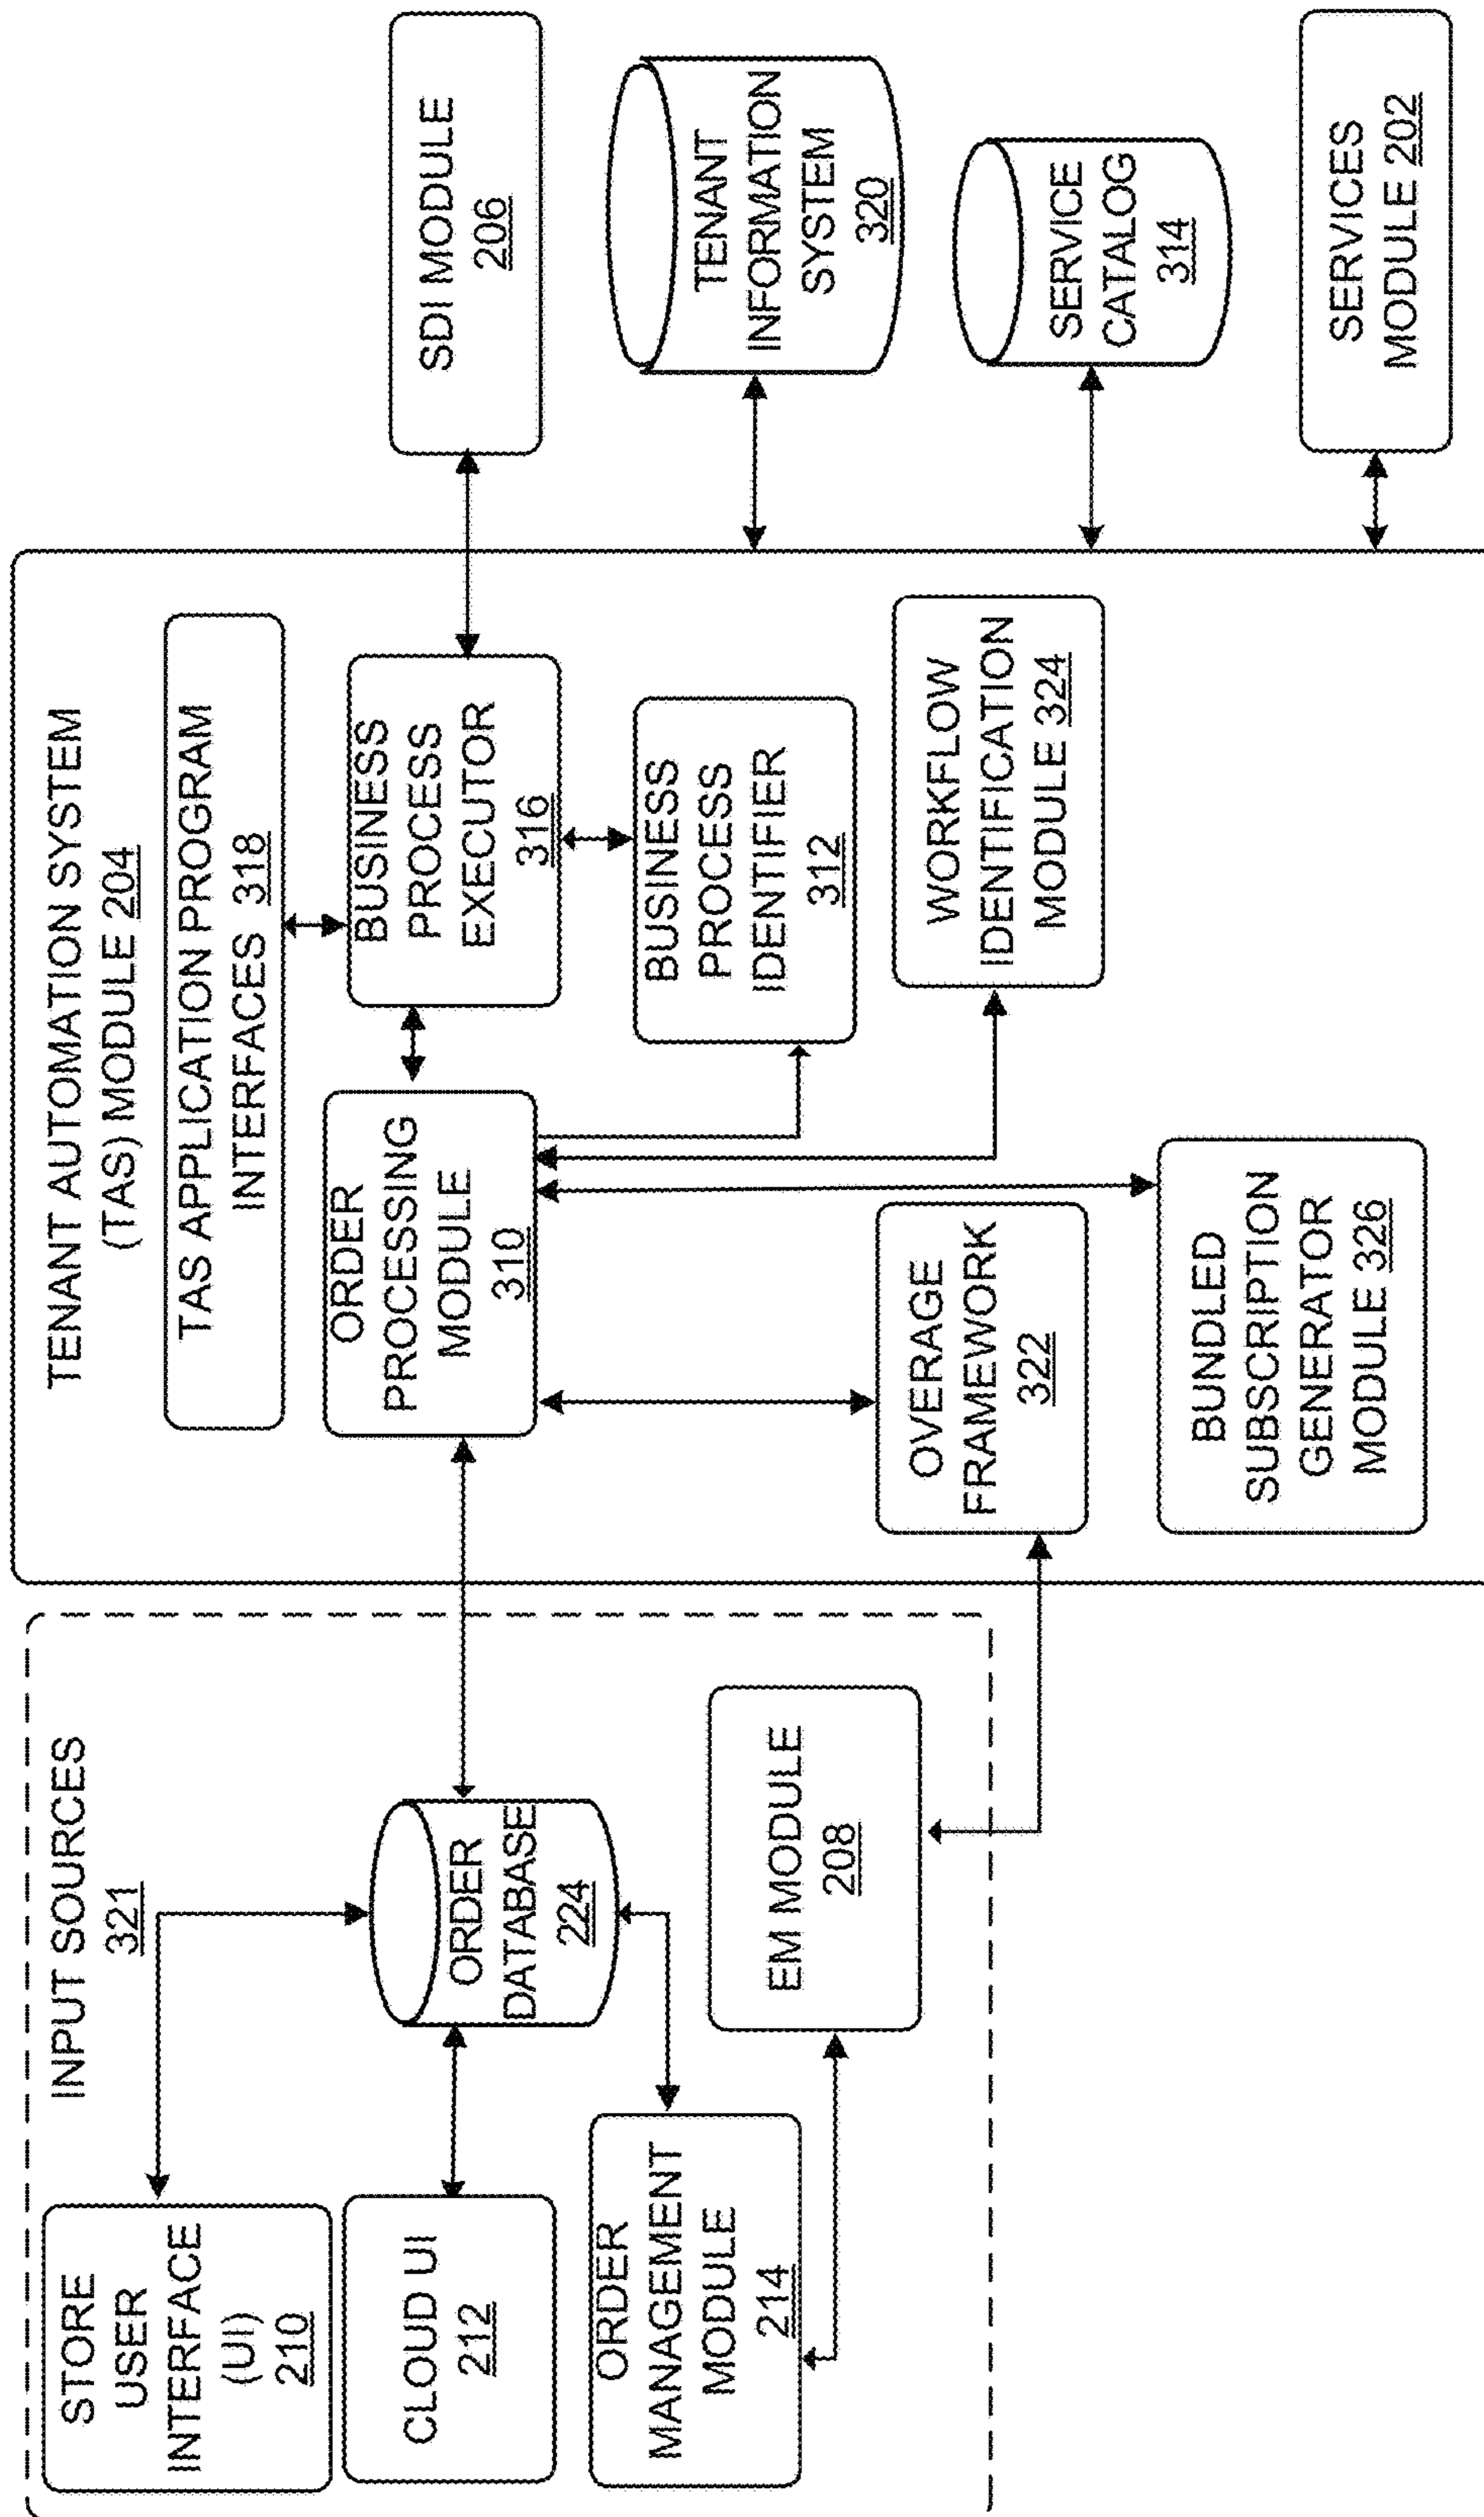 INPUT SOURCES
321
STORE
USER
INTERFACE
(UI)
210
CLOUD UI
212
ORDER
MANAGEMENT
MODULE
214
ORDER
DATABASE
224
EM MODULE
208
TENANT AUTOMATION SYSTEM
(TAS) MODULE 204
TAS APPLICATION PROGRAM
INTERFACES 318
ORDER
PROCESSING
MODULE
310
BUSINESS
PROCESS
EXECUTOR
316
BUSINESS
PROCESS
IDENTIFIER
312
OVERAGE
FRAMEWORK
322
WORKFLOW
IDENTIFICATION
MODULE 324
BUNDLED
SUBSCRIPTION
GENERATOR
MODULE 326
SDI MODULE
206
TENANT
INFORMATION
SYSTEM
320
SERVICE
CATALOG
314
SERVICES
MODULE 202